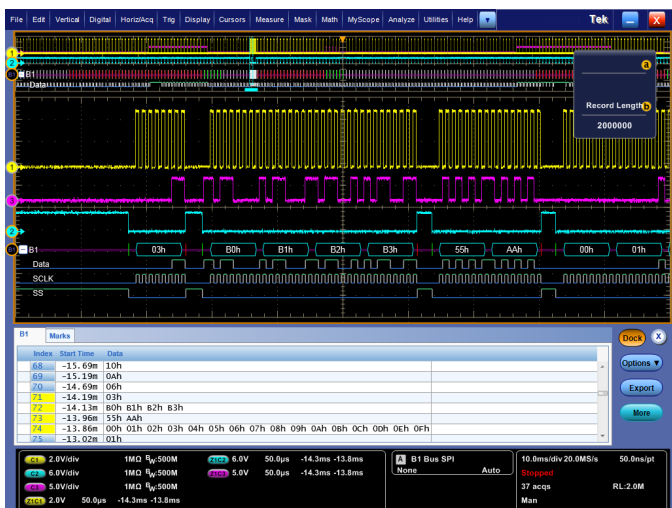 File Edit Vertical Digital Horiz/Acq Trig Display Cursors Measure Mask Math MyScope Analyze Utilities Help Tek X
1
2
B1 B1
Data
a
Record Length b
2000000
1
3
2
B1 B1 03h B0h B1h B2h B3h 55h AAh 00h 01h
Data
SCLK
SS
B1 Marks
Dock X
Index Start Time Data
68 -15.69m 10h
69 -15.19m 0Ah
70 -14.69m 06h
71 -14.19m 03h
72 -14.13m B0h B1h B2h B3h
73 -13.96m 55h AAh
74 -13.86m 00h 01h 02h 03h 04h 05h 06h 07h 08h 09h 0Ah 0Bh 0Ch 0Dh 0Eh 0Fh
75 -13.02m 01h
Options
Export
More
C1 2.0V/div 1MΩ BW:500M Z1C2 6.0V 50.0µs -14.3ms -13.8ms
C2 6.0V/div 1MΩ BW:500M Z1C3 5.0V 50.0µs -14.3ms -13.8ms
C3 5.0V/div 1MΩ BW:500M
Z1C1 2.0V 50.0µs -14.3ms -13.8ms
A B1 Bus SPI
None Auto
10.0ms/div 20.0MS/s 50.0ns/pt
Stopped
37 acqs RL:2.0M
Man